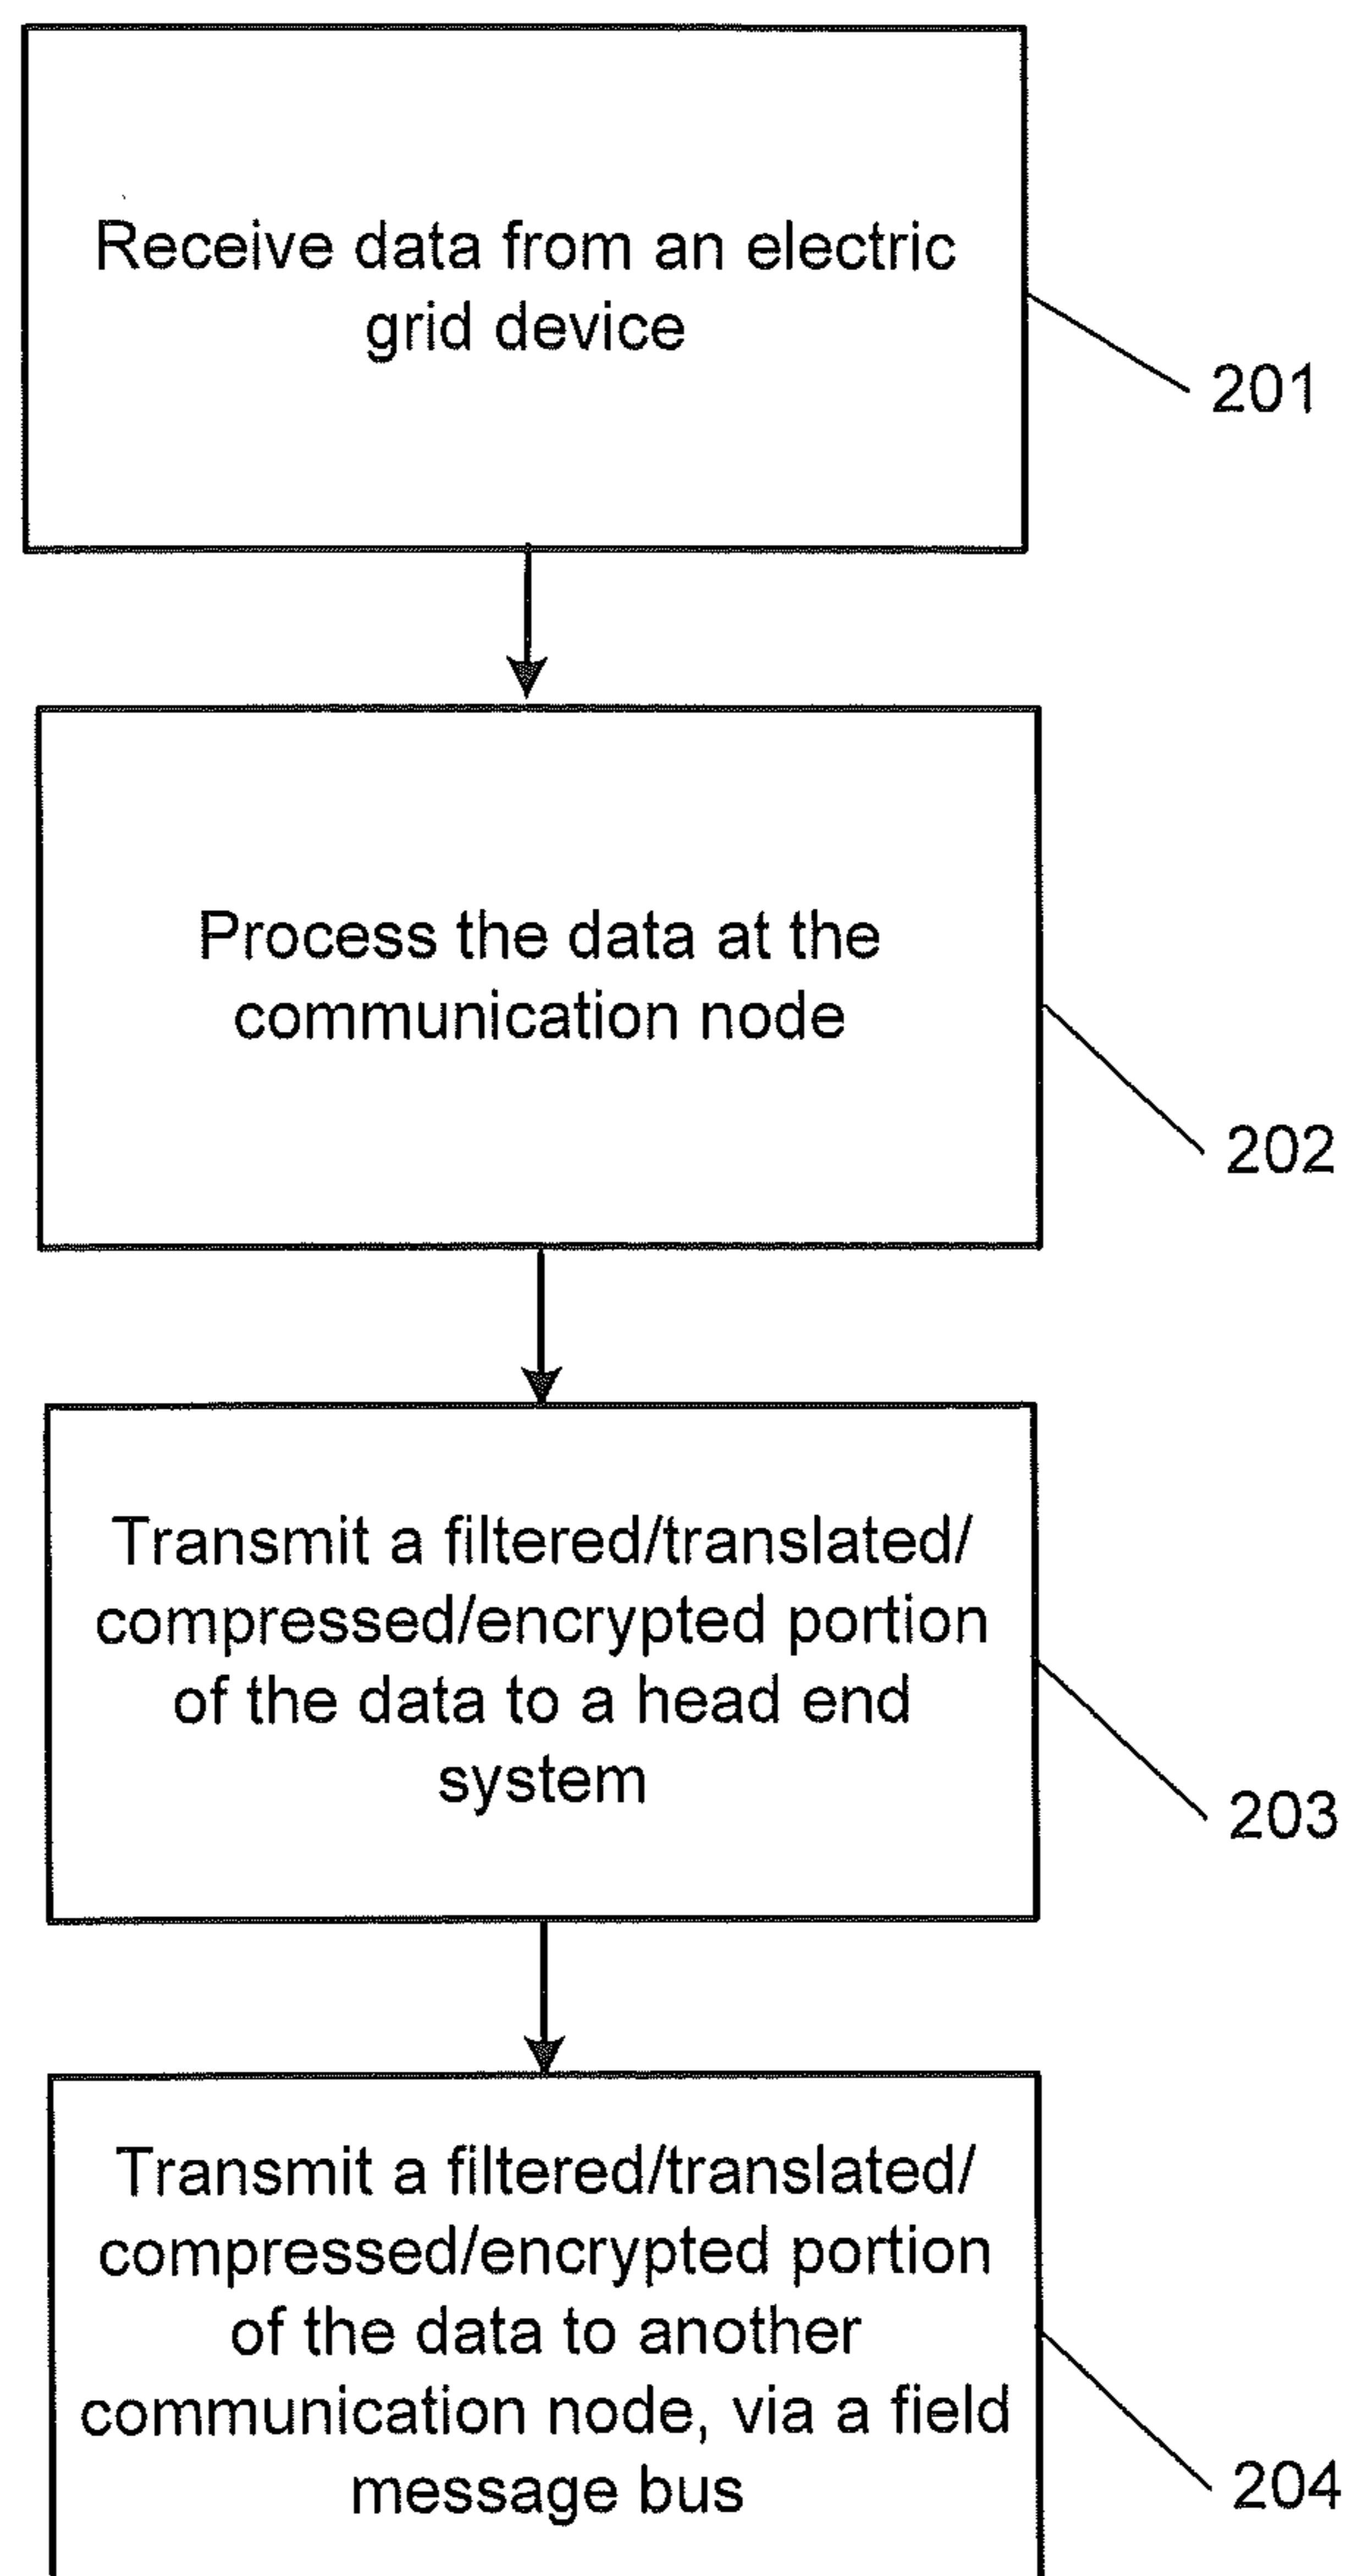 Receive data from an electric
grid device
201
Process the data at the
communication node
202
Transmit a filtered/translated/
compressed/encrypted portion
of the data to a head end
system
203
Transmit a filtered/translated/
compressed/encrypted portion
of the data to another
communication node, via a field
message bus
204